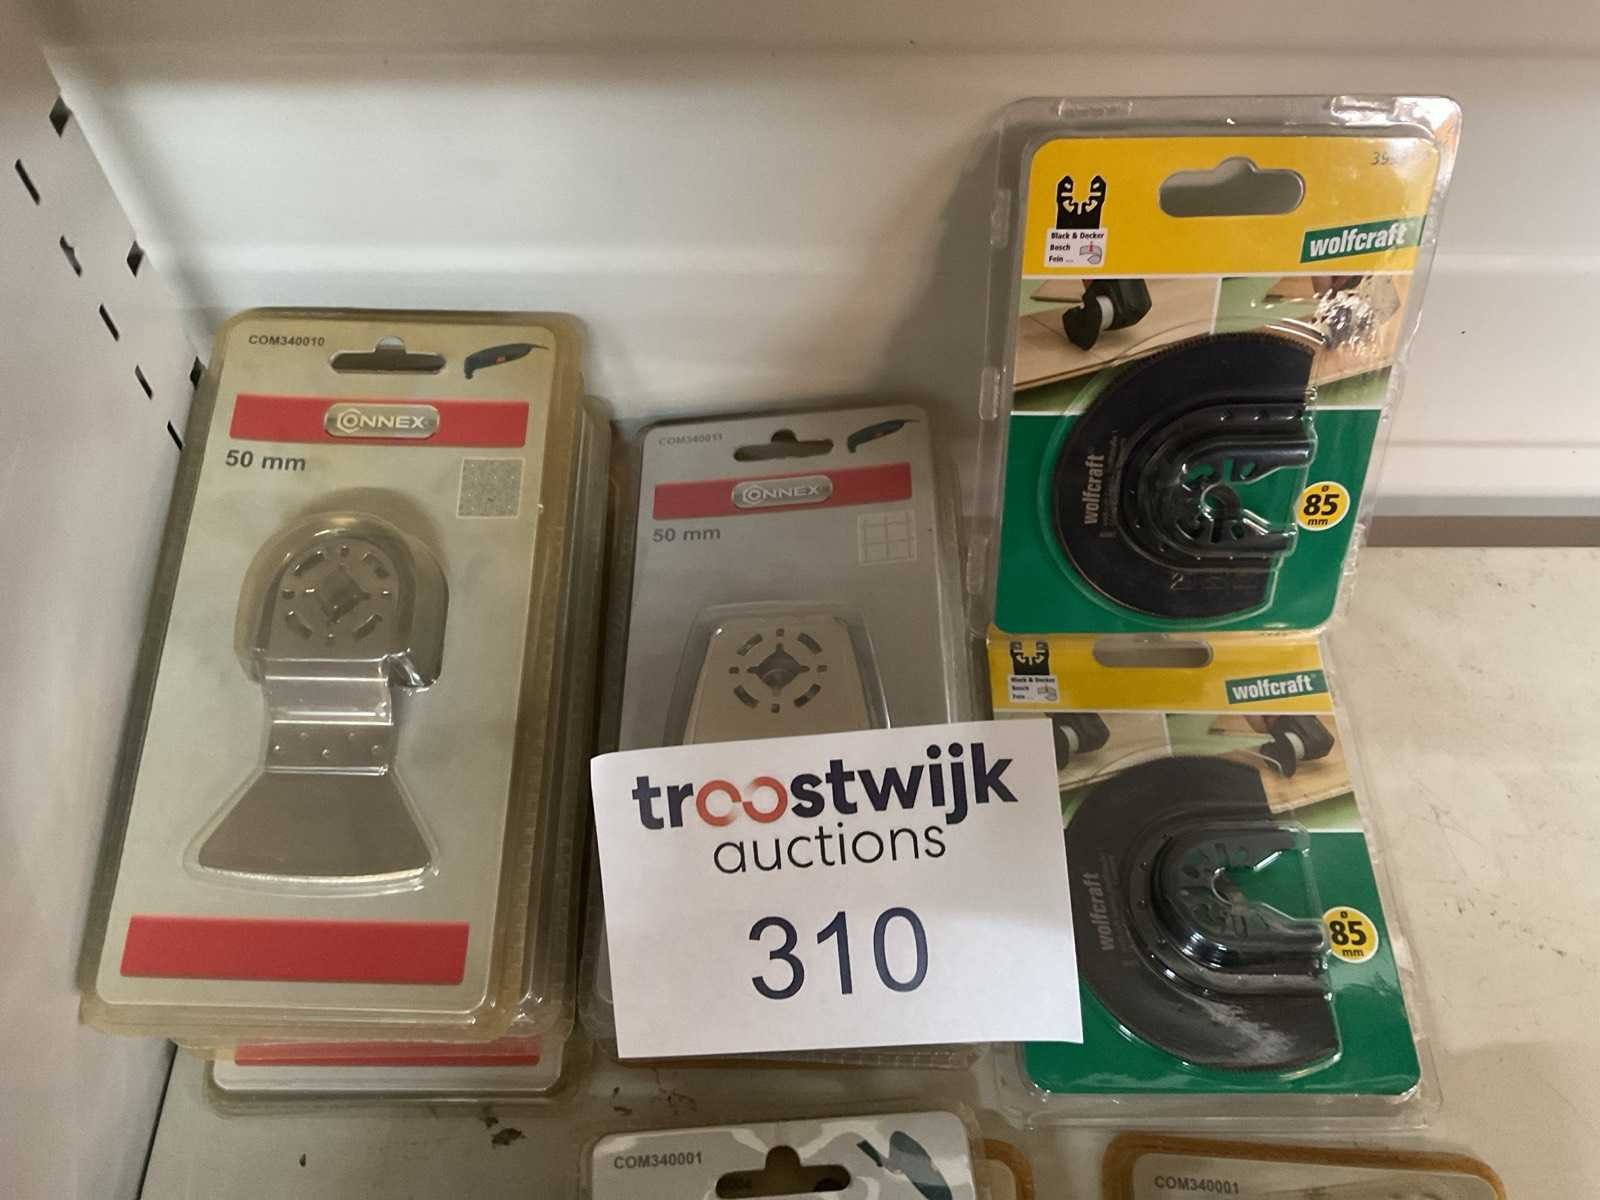 COM340010
CONNEX
50 mm
COM340011
CONNEX
50 mm
Black & Decker
Bosch
Fein ...
wolfcraft
wolfcraft
ø
85
mm
Black & Decker
Bosch
Fein ...
wolfcraft
wolfcraft
ø
85
mm
troostwijk
auctions
310
COM340001
COM340001